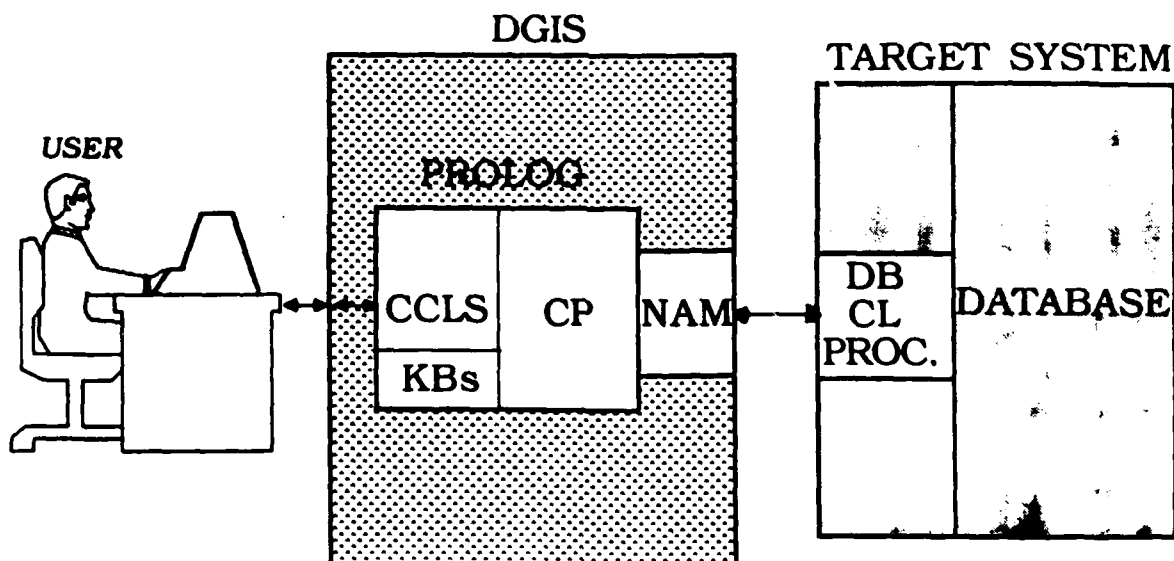 DGIS
TARGET SYSTEM
USER
PROLOG
CCLS
CP
NAM
KBs
DB
CL
PROC.
DATABASE